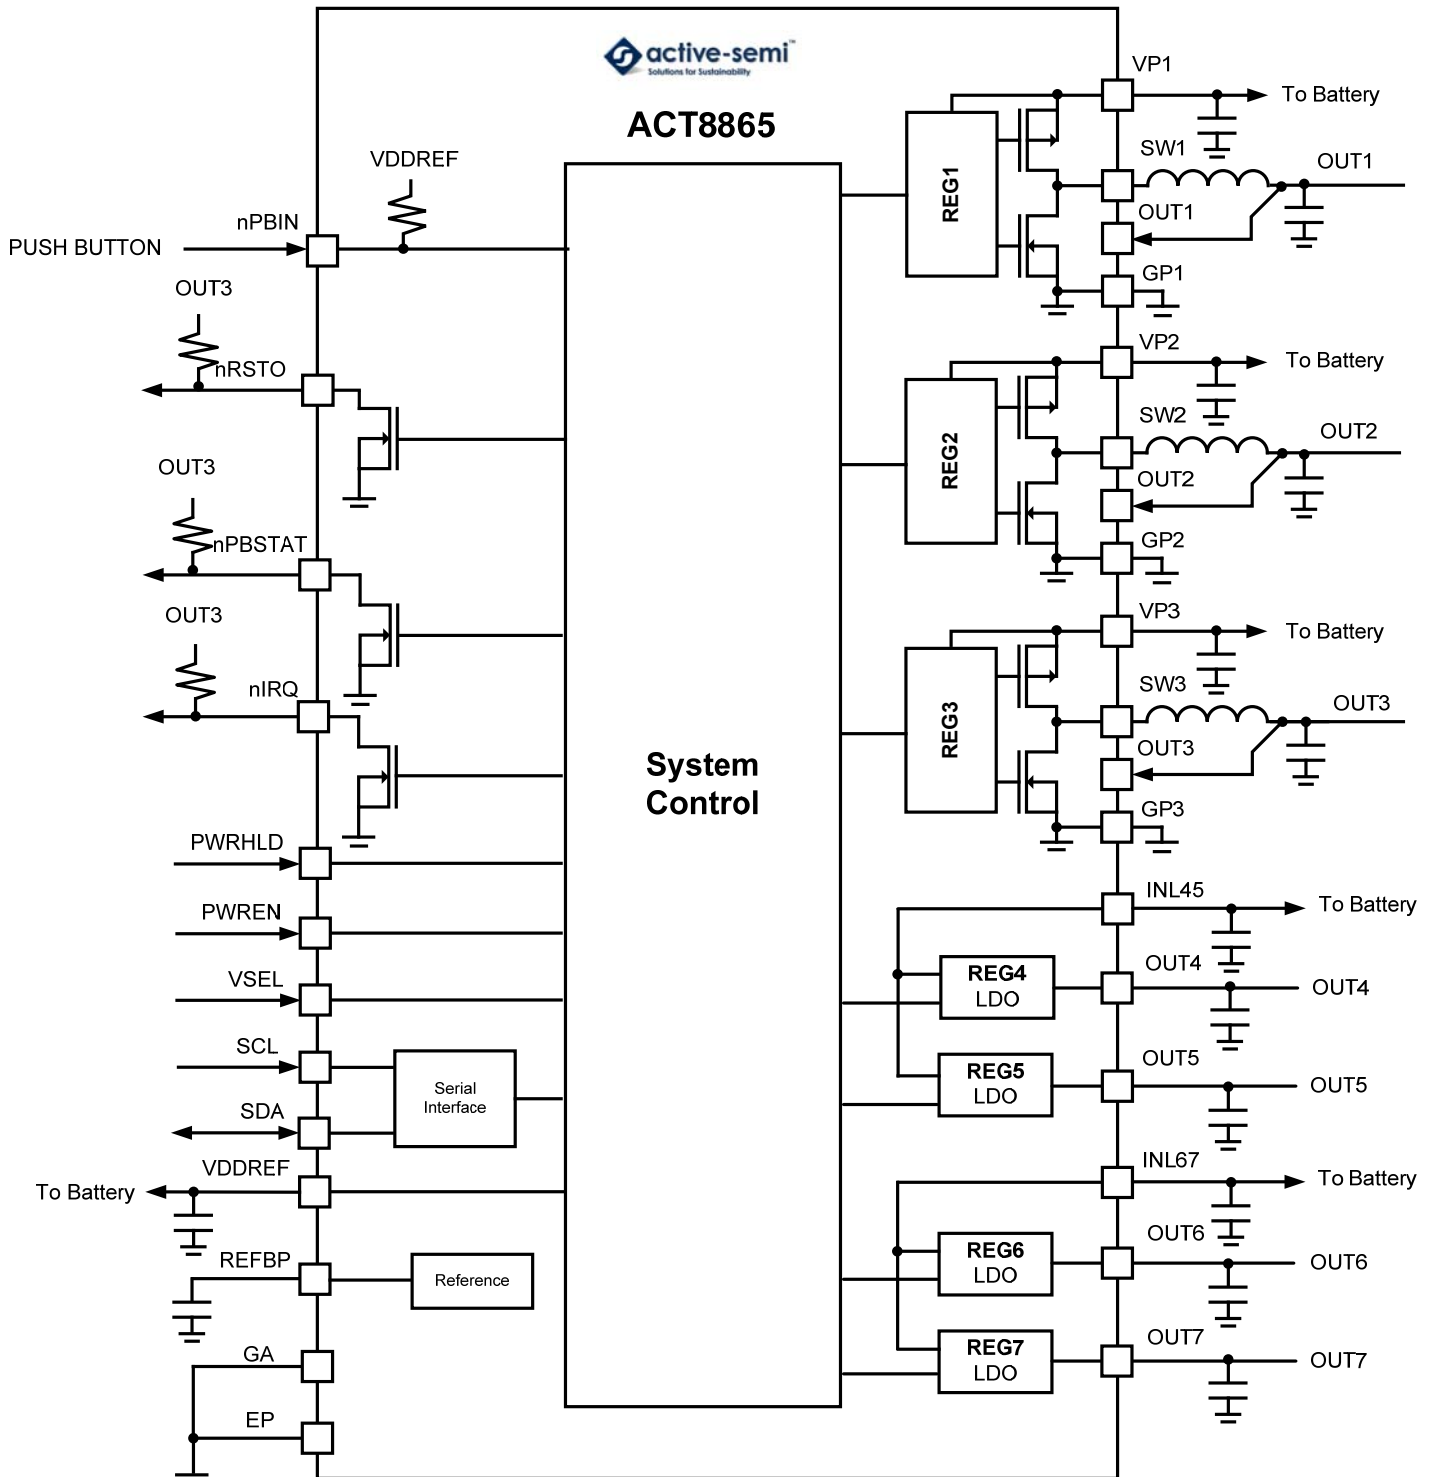 active-semi™
Solutions for Sustainability
ACT8865
VDDREF
nPBIN
PUSH BUTTON
OUT3
nRSTO
OUT3
nPBSTAT
OUT3
nIRQ
PWRHLD
PWREN
VSEL
SCL
SDA
Serial
Interface
VDDREF
To Battery
REFBP
Reference
GA
EP
System
Control
VP1
To Battery
REG1
SW1
OUT1
OUT1
GP1
VP2
To Battery
REG2
SW2
OUT2
OUT2
GP2
VP3
To Battery
REG3
SW3
OUT3
OUT3
GP3
INL45
To Battery
REG4
LDO
OUT4
OUT4
REG5
LDO
OUT5
OUT5
INL67
To Battery
REG6
LDO
OUT6
OUT6
REG7
LDO
OUT7
OUT7